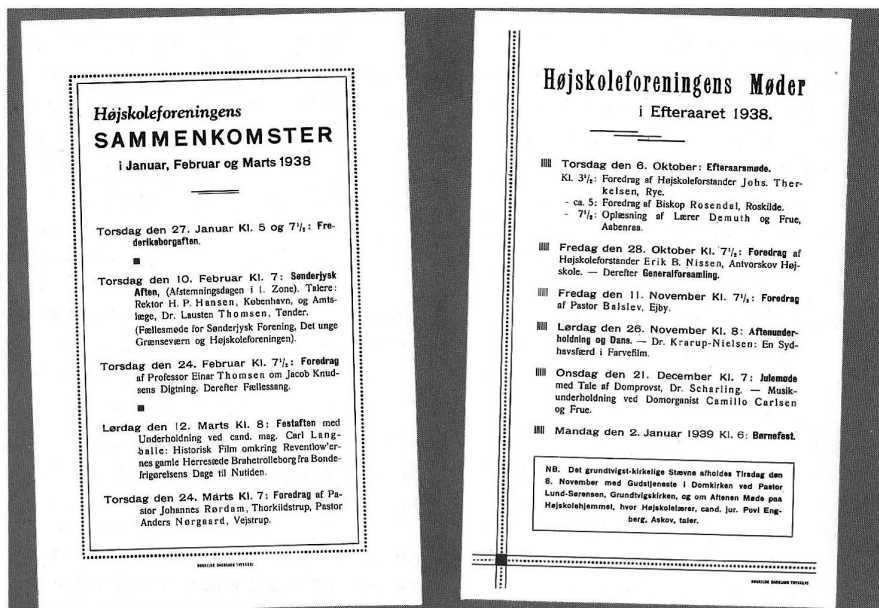 Højskoleforeningens
SAMMENKOMSTER
i Januar, Februar og Marts 1938
Torsdag den 27. Januar Kl. 5 og 7¹/₂: Fre-
deriksborgaften.
Torsdag den 10. Februar Kl. 7: Sønderjysk
Aften, (Afstemningsdagen i 1. Zone). Talere:
Rektor H. P. Hansen, København, og Amts-
læge, Dr. Lausten Thomsen, Tønder.
(Fællesmøde for Sønderjysk Forening, Det unge
Grænseværn og Højskoleforeningen).
Torsdag den 24. Februar Kl. 7¹/₂: Foredrag
af Professor Einar Thomsen om Jacob Knud-
sens Digtning. Derefter Fællessang.
Lørdag den 12. Marts Kl. 8: Festaften med
Underholdning ved cand. mag. Carl Lang-
balle: Historisk Film omkring Reventlow'er-
nes gamle Herresæde Brahetrolleborg fra Bonde-
frigørelsens Dage til Nutiden.
Torsdag den 24. Marts Kl. 7: Foredrag af Pa-
stor Johannes Rørdam, Thorkildstrup, Pastor
Anders Nørgaard, Vejstrup.
ROSKILDE DAGBLADS TRYKKERI
Højskoleforeningens Møder
i Efteraaret 1938.
Torsdag den 6. Oktober: Efteraarsmøde.
Kl. 3¹/₂: Foredrag af Højskoleforstander Johs. Ther-
kelsen, Rye.
- ca. 5: Foredrag af Biskop Rosendal, Roskilde.
- 7¹/₂: Oplæsning af Lærer Demuth og Frue,
Aabenraa.
Fredag den 28. Oktober Kl. 7¹/₂: Foredrag af
Højskoleforstander Erik B. Nissen, Antvorskov Høj-
skole. — Derefter Generalforsamling.
Fredag den 11. November Kl. 7¹/₂: Foredrag
af Pastor Balslev, Ejby.
Lørdag den 26. November Kl. 8: Aftenunder-
holdning og Dans. — Dr. Krarup-Nielsen: En Syd-
havsfærd i Farvefilm.
Onsdag den 21. December Kl. 7: Julemøde
med Tale af Domprovst, Dr. Scharling. — Musik-
underholdning ved Domorganist Camillo Carlsen
og Frue.
Mandag den 2. Januar 1939 Kl. 6: Børnefest.
NB. Det grundtvigst-kirkelige Stævne afholdes Tirsdag den
8. November med Gudstjeneste i Domkirken ved Pastor
Lund-Sørensen, Grundtvigskirken, og om Aftenen Møde paa
Højskolehjemmet, hvor Højskolelærer, cand. jur. Povl Eng-
berg, Askov, taler.
ROSKILDE DAGBLADS TRYKKERI